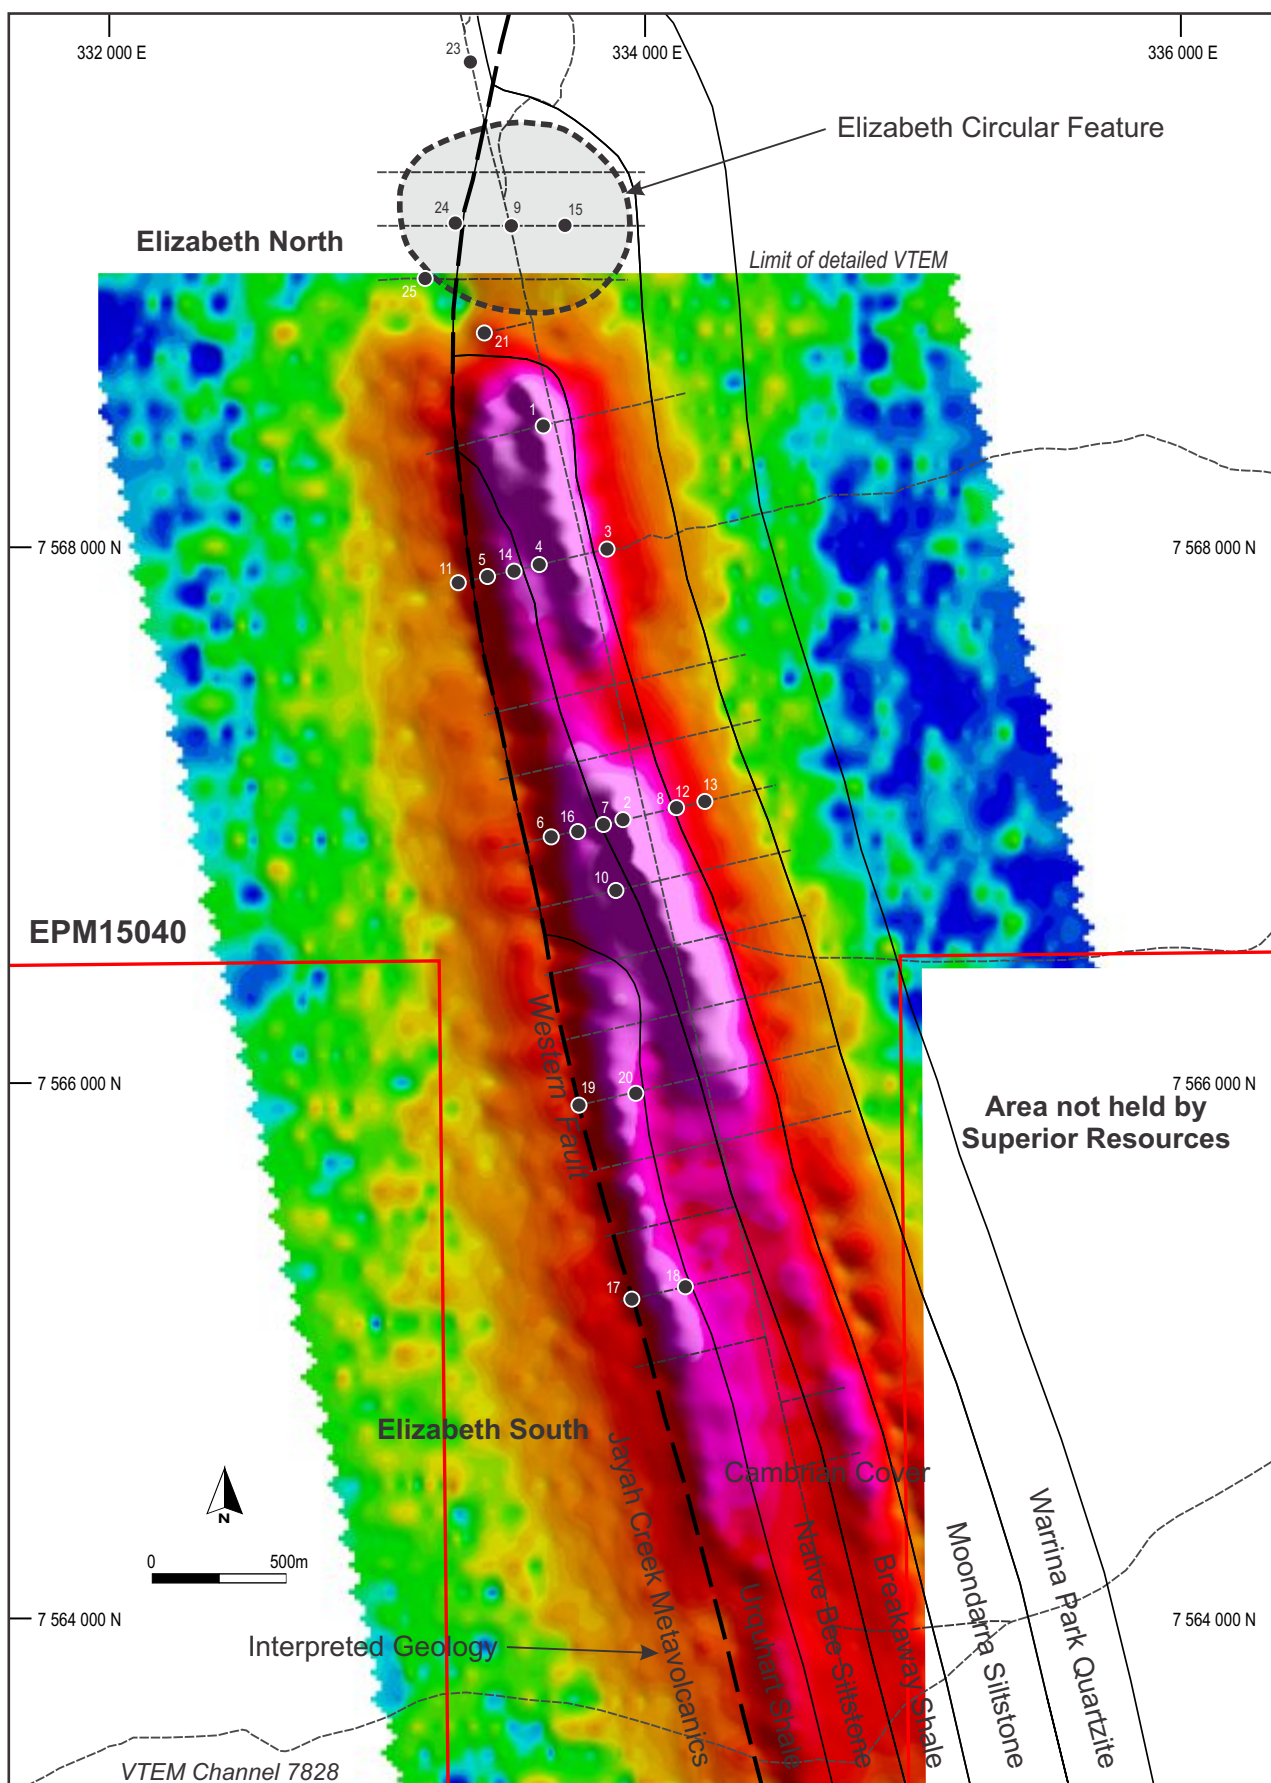 332 000 E
334 000 E
336 000 E
23
Elizabeth Circular Feature
24
9
15
Elizabeth North
Limit of detailed VTEM
25
21
1
7 568 000 N
7 568 000 N
3
4
14
5
11
13
12
8
2
7
16
6
10
EPM15040
Western Fault
7 566 000 N
7 566 000 N
19
20
Area not held by
Superior Resources
17
18
Elizabeth South
Jayah Creek Metavolcanics
Cambrian Cover
Urquhart Shale
Native Bee Siltstone
Breakaway Shale
Moondarra Siltstone
Warrina Park Quartzite
N
0
500m
7 564 000 N
7 564 000 N
Interpreted Geology
VTEM Channel 7828